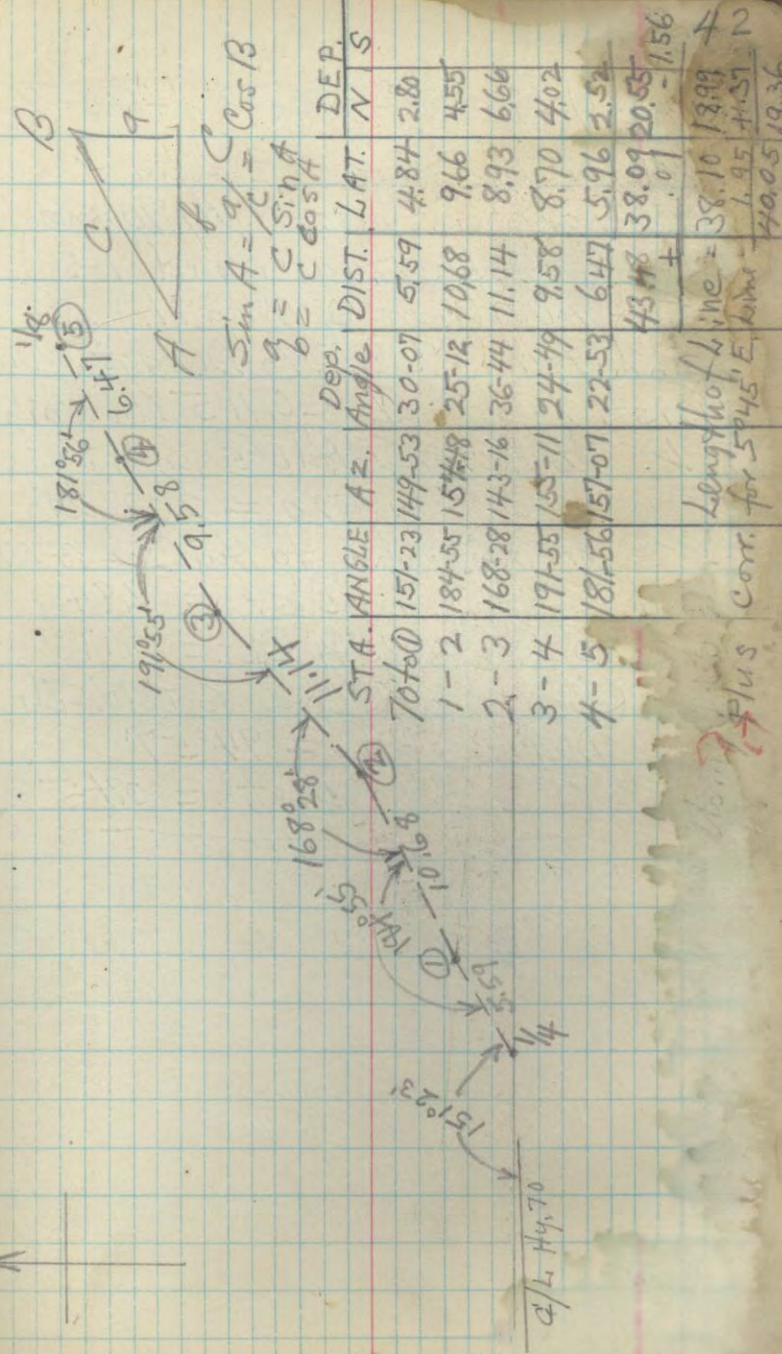 B
C a
A b
Sin A = a/c = Cos B
a = C Sin A
b = C Cos A
181°56'
1/8
⑤
6.47
④
191°55'
9.58
③
11.14
168°28'
②
184°55'
10.68
①
5.59
151°23'
1/4
C/L Hy. 70
Dep. DEP.
STA. ANGLE Az. Angle DIST. LAT. N S
70 to ① 151-23 149-53 30-07 5.59 4.84 2.80
1-2 184-55 154-48 25-12 10.68 9.66 4.55
2-3 168-28 143-16 36-44 11.14 8.93 6.66
3-4 191-55 155-11 24-49 9.58 8.70 4.02
4-5 181-56 157-07 22-53 6.47 5.96 2.52
38.09 20.55
± .01 -1.56
Length of Line = 38.10 18.99
Plus Corr. for 5°45' E. Line 1.95
40.05 19.36
42